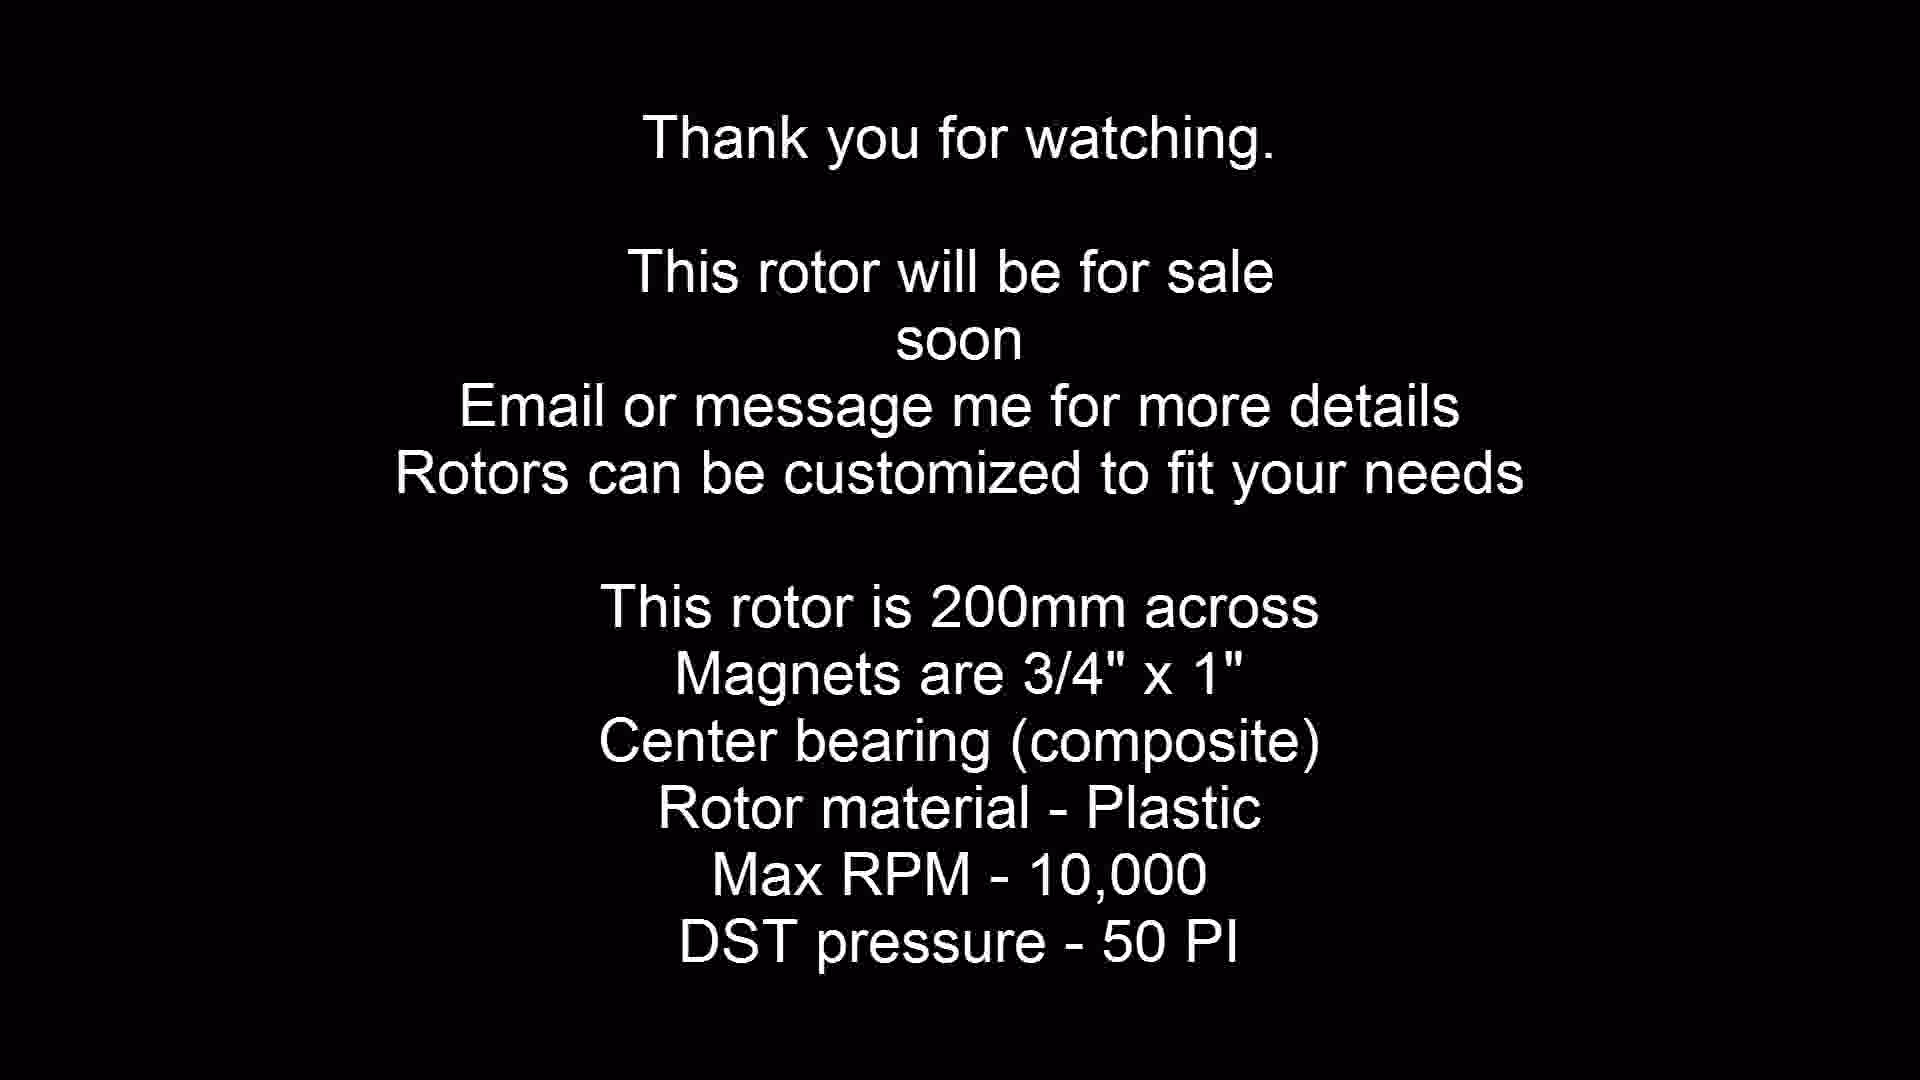 Thank you for watching.
This rotor will be for sale
soon
Email or message me for more details
Rotors can be customized to fit your needs
This rotor is 200mm across
Magnets are 3/4" x 1"
Center bearing (composite)
Rotor material - Plastic
Max RPM - 10,000
DST pressure - 50 PI